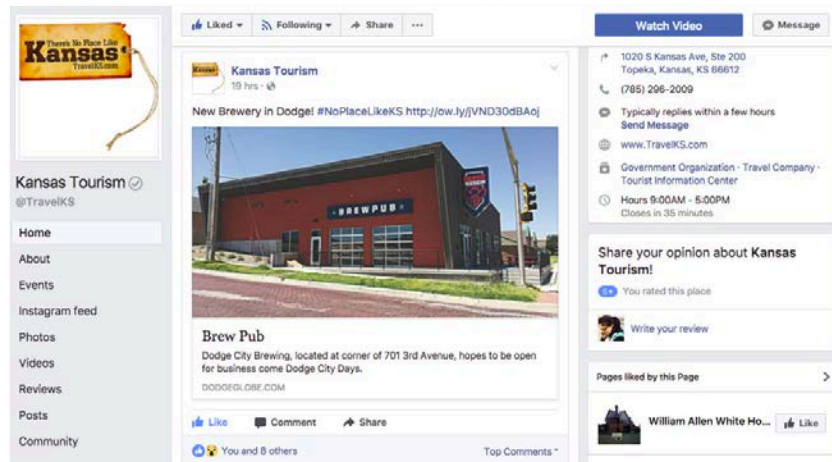 There's No Place Like
Kansas
TravelKS.com
Kansas Tourism
@TravelKS
Home
About
Events
Instagram feed
Photos
Videos
Reviews
Posts
Community
Liked
Following
Share
...
Kansas Tourism
19 hrs ·
New Brewery in Dodge! #NoPlaceLikeKS http://ow.ly/jVND30dBAoj
BREWPUB
Brew Pub
Dodge City Brewing, located at corner of 701 3rd Avenue, hopes to be open
for business come Dodge City Days.
DODGEGLOBE.COM
Like Comment Share
You and 8 others
Top Comments
Watch Video
Message
1020 S Kansas Ave, Ste 200
Topeka, Kansas, KS 66612
(785) 296-2009
Typically replies within a few hours
Send Message
www.TravelKS.com
Government Organization · Travel Company ·
Tourist Information Center
Hours 9:00AM - 5:00PM
Closes in 35 minutes
Share your opinion about Kansas
Tourism!
You rated this place
Write your review
Pages liked by this Page
William Allen White Ho...
Like